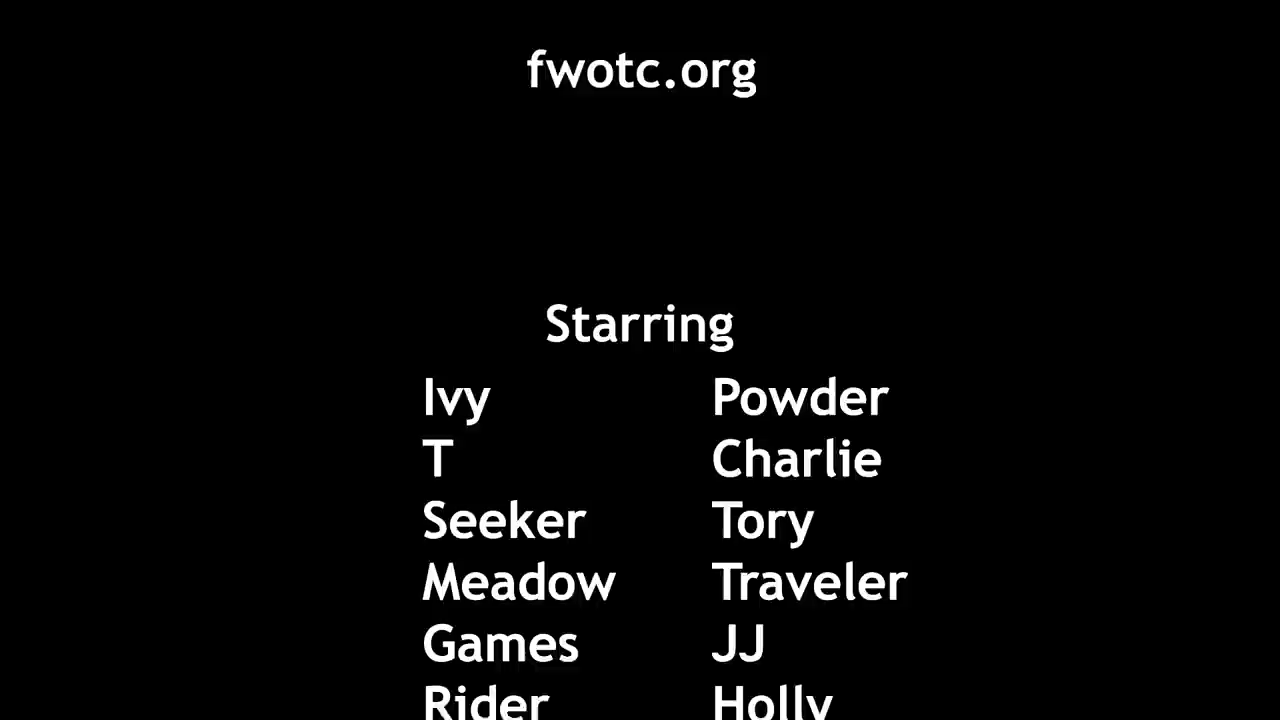 fwotc.org
Starring
Ivy Powder
T Charlie
Seeker Tory
Meadow Traveler
Games JJ
Rider Holly